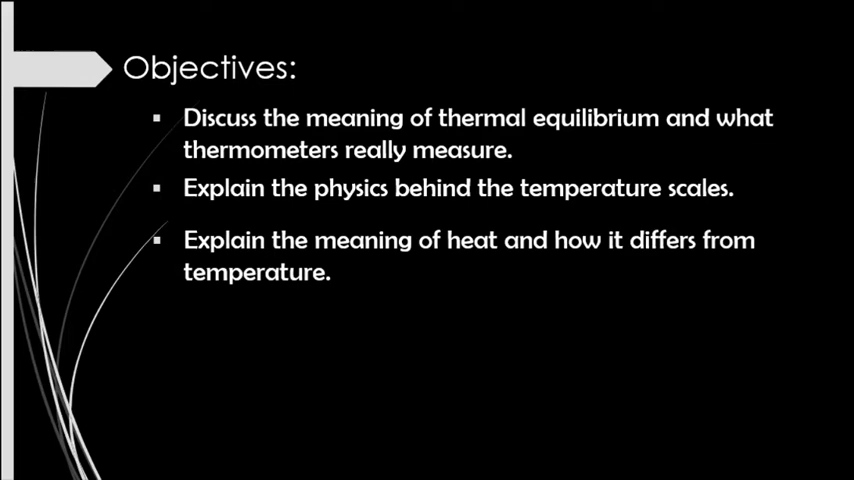 Objectives:
▪ Discuss the meaning of thermal equilibrium and what
thermometers really measure.
▪ Explain the physics behind the temperature scales.
▪ Explain the meaning of heat and how it differs from
temperature.